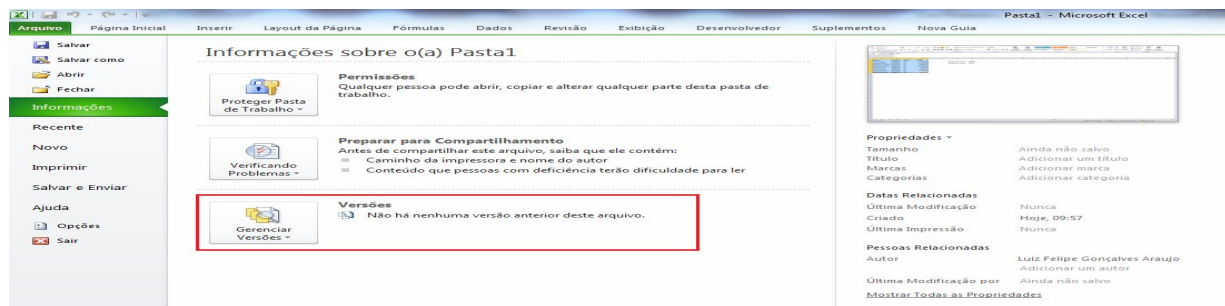 Pasta1 - Microsoft Excel
Arquivo Página Inicial Inserir Layout da Página Fórmulas Dados Revisão Exibição Desenvolvedor Suplementos Nova Guia
Salvar
Salvar como
Abrir
Fechar
Informações
Recente
Novo
Imprimir
Salvar e Enviar
Ajuda
Opções
Sair
Informações sobre o(a) Pasta1
Proteger Pasta
de Trabalho
Permissões
Qualquer pessoa pode abrir, copiar e alterar qualquer parte desta pasta de
trabalho.
Verificando
Problemas
Preparar para Compartilhamento
Antes de compartilhar este arquivo, saiba que ele contém:
Caminho da impressora e nome do autor
Conteúdo que pessoas com deficiência terão dificuldade para ler
Gerenciar
Versões
Versões
Não há nenhuma versão anterior deste arquivo.
Propriedades
Tamanho Ainda não salvo
Título Adicionar um título
Marcas Adicionar marca
Categorias Adicionar categoria
Datas Relacionadas
Última Modificação Nunca
Criado Hoje, 09:57
Última Impressão Nunca
Pessoas Relacionadas
Autor Luiz Felipe Gonçalves Araujo
Adicionar um autor
Última Modificação por Ainda não salvo
Mostrar Todas as Propriedades